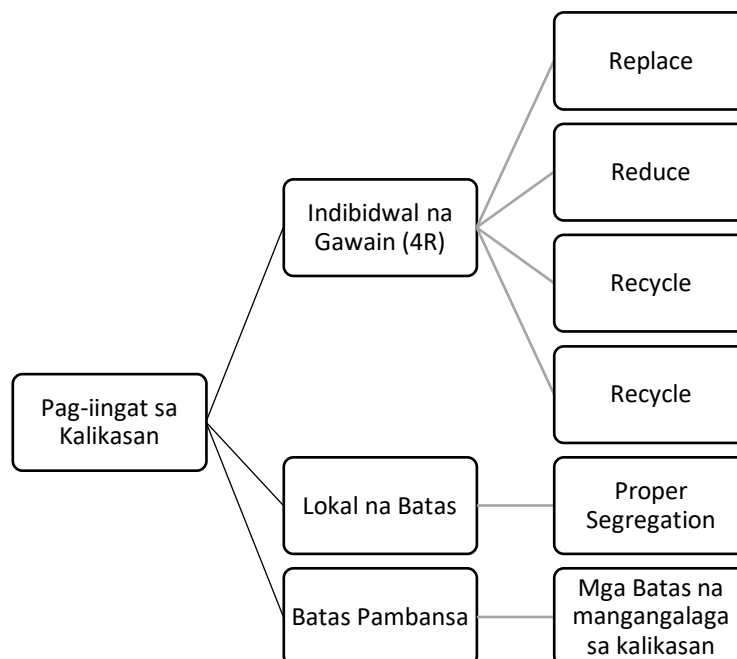 Replace
Reduce
Indibidwal na
Gawain (4R)
Recycle
Recycle
Pag-iingat sa
Kalikasan
Lokal na Batas
Proper
Segregation
Batas Pambansa
Mga Batas na
mangangalaga
sa kalikasan